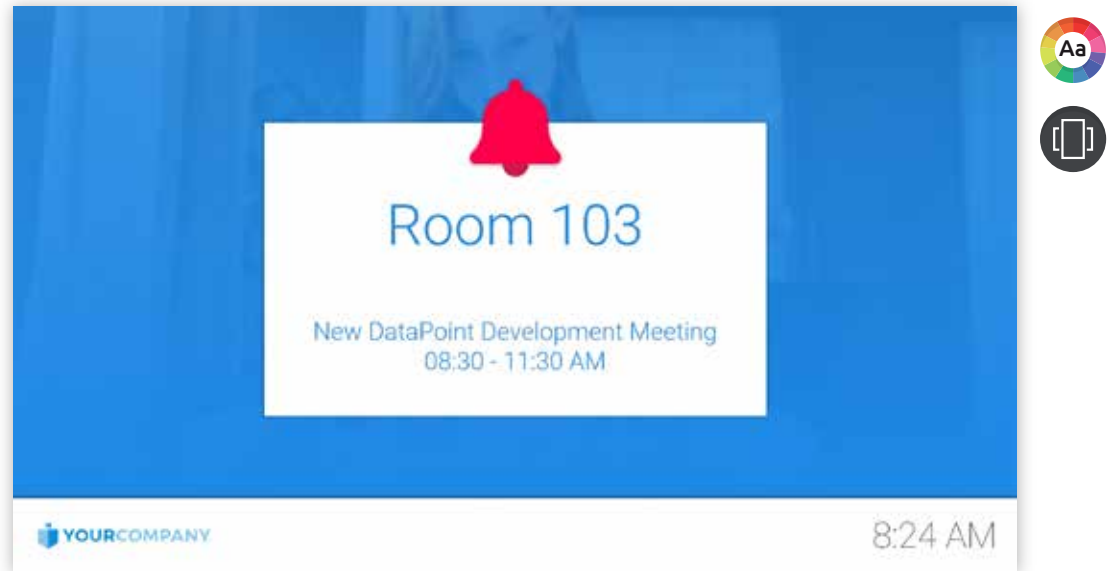 Aa
Room 103
New DataPoint Development Meeting
08:30 - 11:30 AM
YOURCOMPANY
8:24 AM